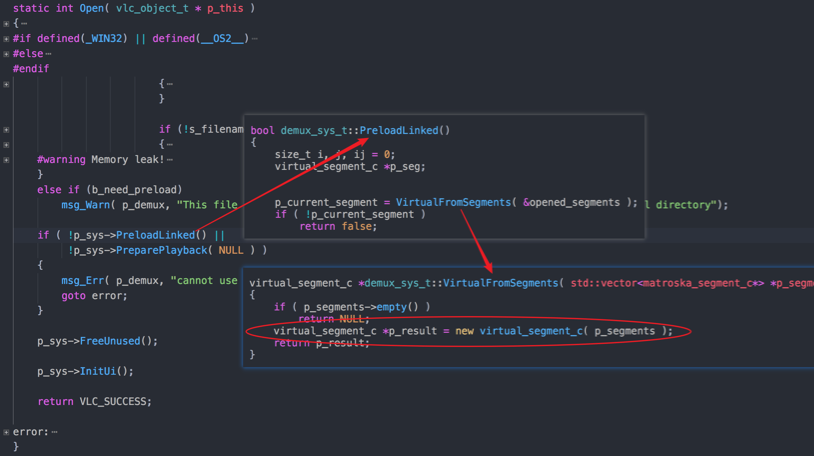 static int Open( vlc_object_t * p_this )
{⋯
#if defined(_WIN32) || defined(__OS2__)⋯
#else⋯
#endif
{⋯
}
if (!s_filenam
{⋯
#warning Memory leak!⋯
}
else if (b_need_preload)
msg_Warn( p_demux, "This file
l directory");
if ( !p_sys->PreloadLinked() ||
!p_sys->PreparePlayback( NULL ) )
{
msg_Err( p_demux, "cannot use
goto error;
}
p_sys->FreeUnused();
p_sys->InitUi();
return VLC_SUCCESS;
error:⋯
}
bool demux_sys_t::PreloadLinked()
{
size_t i, j, ij = 0;
virtual_segment_c *p_seg;
p_current_segment = VirtualFromSegments( &opened_segments );
if ( !p_current_segment )
return false;
virtual_segment_c *demux_sys_t::VirtualFromSegments( std::vector<matroska_segment_c*> *p_segme
{
if ( p_segments->empty() )
return NULL;
virtual_segment_c *p_result = new virtual_segment_c( p_segments );
return p_result;
}